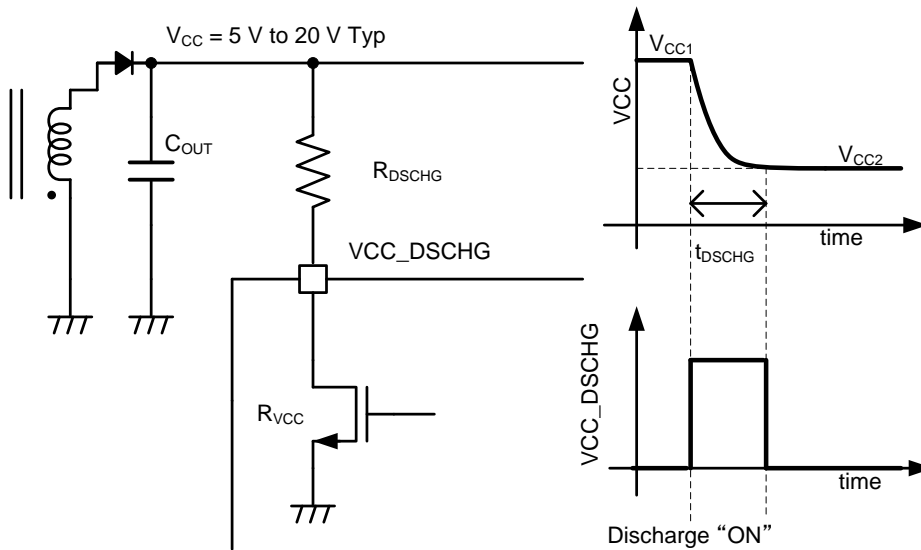 V_CC = 5 V to 20 V Typ
C_OUT
R_DSCHG
VCC_DSCHG
R_VCC
V_CC1
VCC
V_CC2
time
t_DSCHG
VCC_DSCHG
time
Discharge “ON”